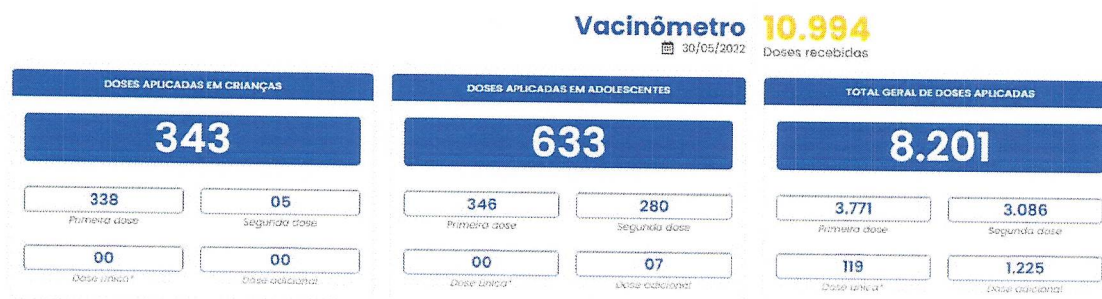 Vacinômetro 10.994
30/05/2022 Doses recebidas
DOSES APLICADAS EM CRIANÇAS
343
338 05
Primeira dose Segunda dose
00 00
Dose única* Dose adicional
DOSES APLICADAS EM ADOLESCENTES
633
346 280
Primeira dose Segunda dose
00 07
Dose única* Dose adicional
TOTAL GERAL DE DOSES APLICADAS
8.201
3.771 3.086
Primeira dose Segunda dose
119 1.225
Dose única* Dose adicional